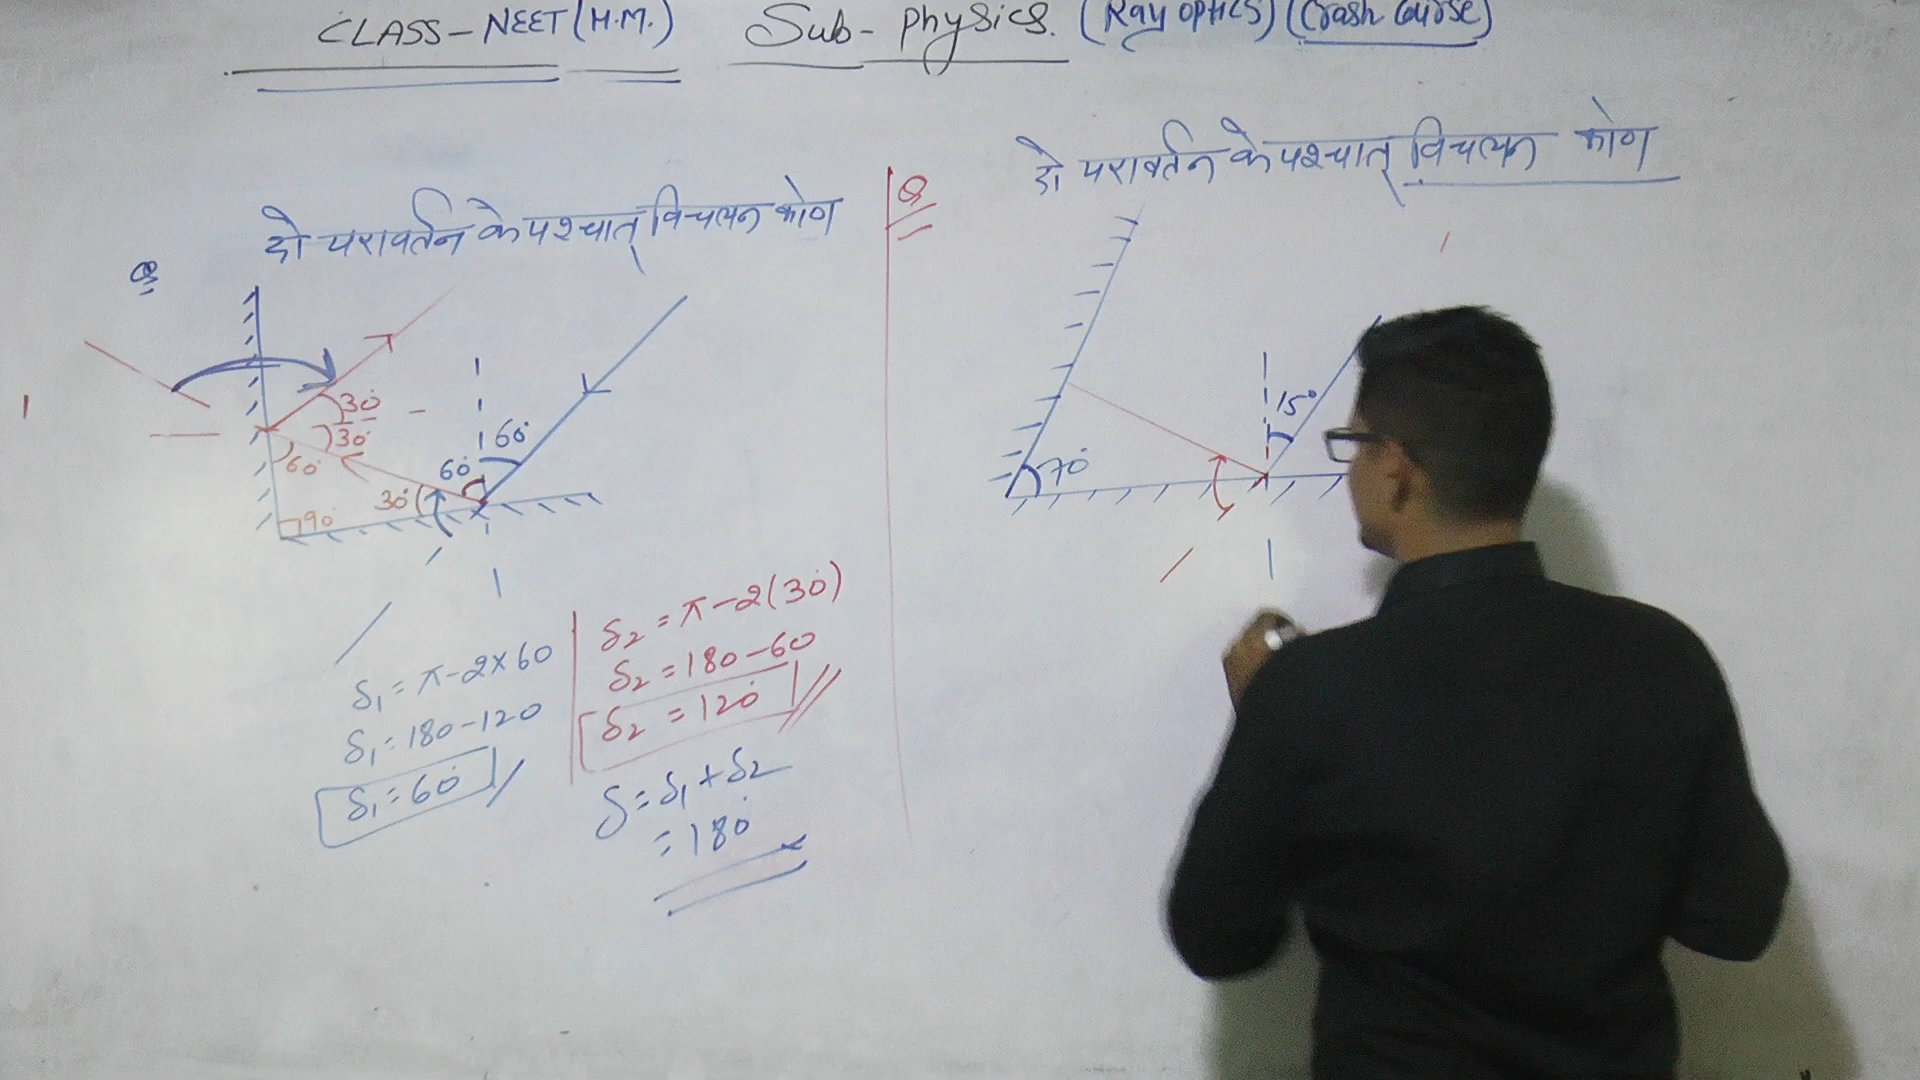 CLASS-NEET(H.M.) Sub- Physics. (Ray optics) (Crash Course)
दो परावर्तन के पश्चात् विचलन कोण
Q
30°
30°
60°
60°
60°
30°
90°
δ₁ = π-2×60
δ₁ = 180-120
δ₁ = 60°
δ₂ = π-2(30°)
δ₂ = 180-60
δ₂ = 120°
δ = δ₁ + δ₂
= 180°
Q
दो परावर्तन के पश्चात् विचलन कोण
15°
70°